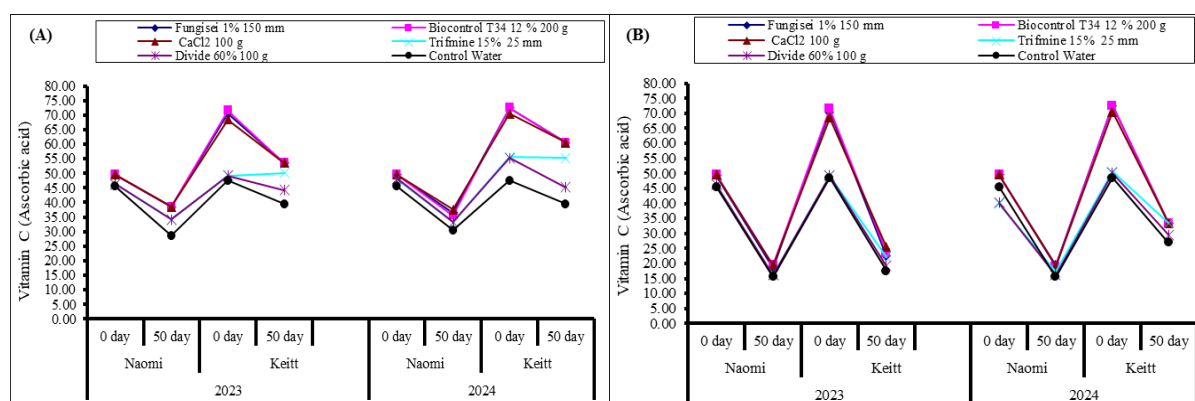 (A)
Fungisei 1% 150 mm
Biocontrol T34 12 % 200 g
CaCl2 100 g
Trifmine 15% 25 mm
Divide 60% 100 g
Control Water
Vitamin C (Ascorbic acid)
80.00
75.00
70.00
65.00
60.00
55.00
50.00
45.00
40.00
35.00
30.00
25.00
20.00
15.00
10.00
5.00
0.00
0 day 50 day 0 day 50 day 0 day 50 day 0 day 50 day
Naomi Keitt Naomi Keitt
2023 2024
(B)
Fungisei 1% 150 mm
Biocontrol T34 12 % 200 g
CaCl2 100 g
Trifmine 15% 25 mm
Divide 60% 100 g
Control Water
Vitamin C (Ascorbic acid)
80.00
75.00
70.00
65.00
60.00
55.00
50.00
45.00
40.00
35.00
30.00
25.00
20.00
15.00
10.00
5.00
0.00
0 day 50 day 0 day 50 day 0 day 50 day 0 day 50 day
Naomi Keitt Naomi Keitt
2023 2024